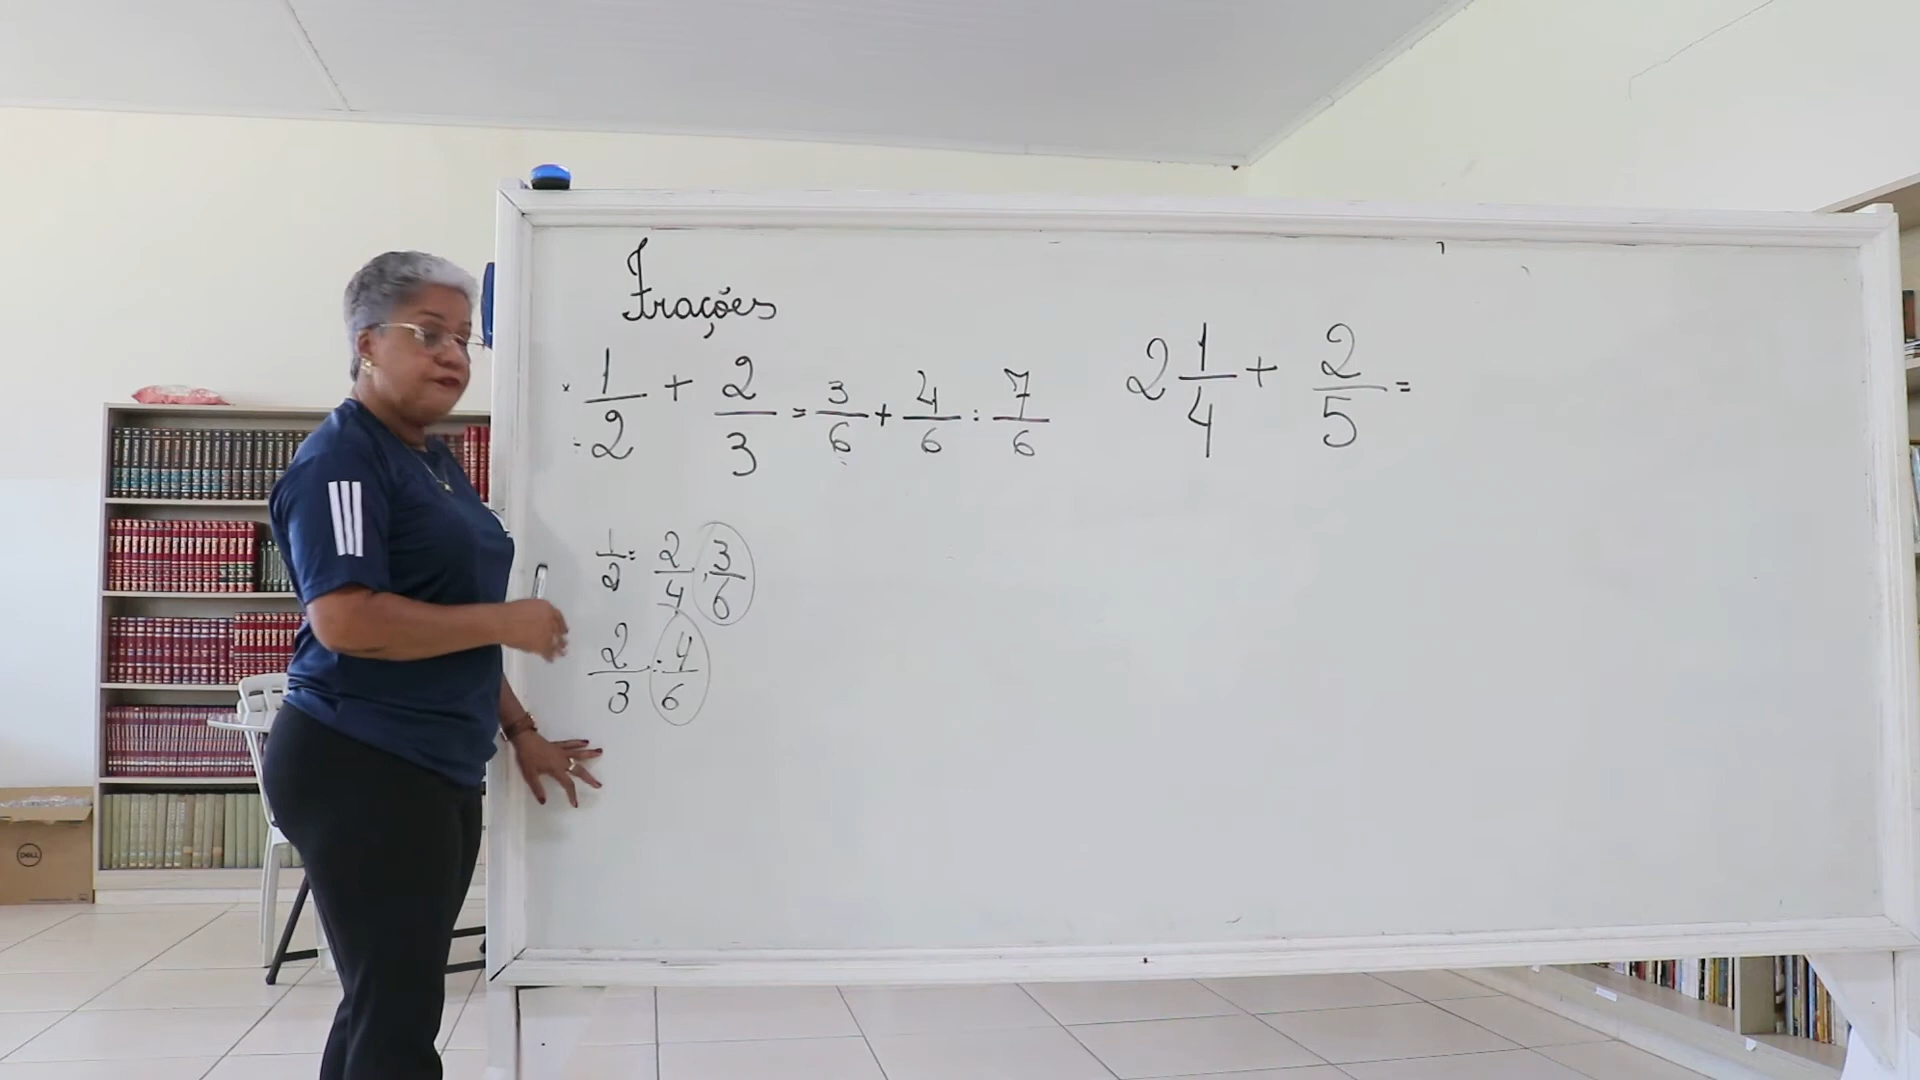 Frações
1/2 + 2/3 = 3/6 + 4/6 = 7/6
2 1/4 + 2/5 =
1/2 = 2/4, 3/6
2/3 = 4/6
DELL